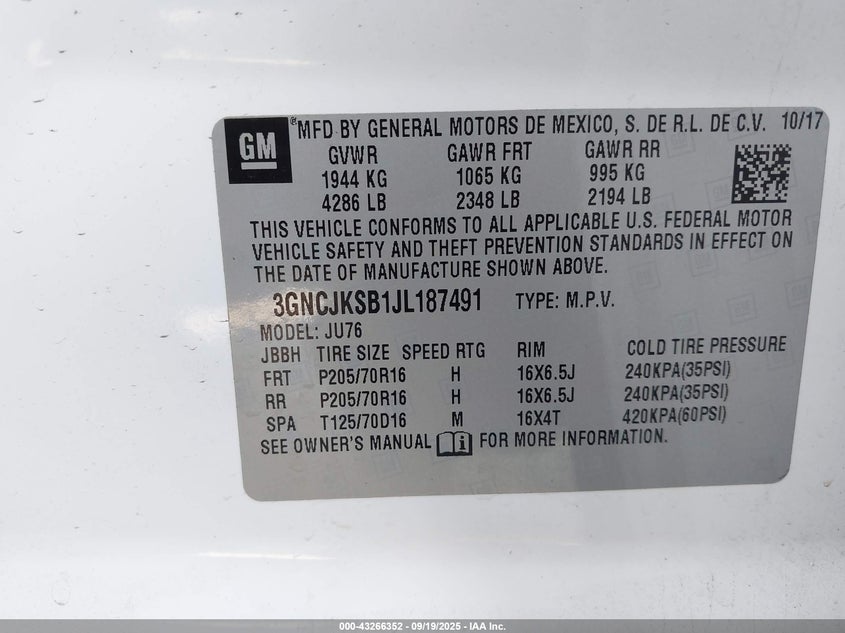 GM
®MFD BY GENERAL MOTORS DE MEXICO, S. DE R.L. DE C.V. 10/17
GVWR GAWR FRT GAWR RR
1944 KG 1065 KG 995 KG
4286 LB 2348 LB 2194 LB
THIS VEHICLE CONFORMS TO ALL APPLICABLE U.S. FEDERAL MOTOR
VEHICLE SAFETY AND THEFT PREVENTION STANDARDS IN EFFECT ON
THE DATE OF MANUFACTURE SHOWN ABOVE.
3GNCJKSB1JL187491 TYPE: M.P.V.
MODEL: JU76
JBBH TIRE SIZE SPEED RTG RIM COLD TIRE PRESSURE
FRT P205/70R16 H 16X6.5J 240KPA(35PSI)
RR P205/70R16 H 16X6.5J 240KPA(35PSI)
SPA T125/70D16 M 16X4T 420KPA(60PSI)
SEE OWNER'S MANUAL FOR MORE INFORMATION.
000-43266352 - 09/19/2025 - IAA Inc.